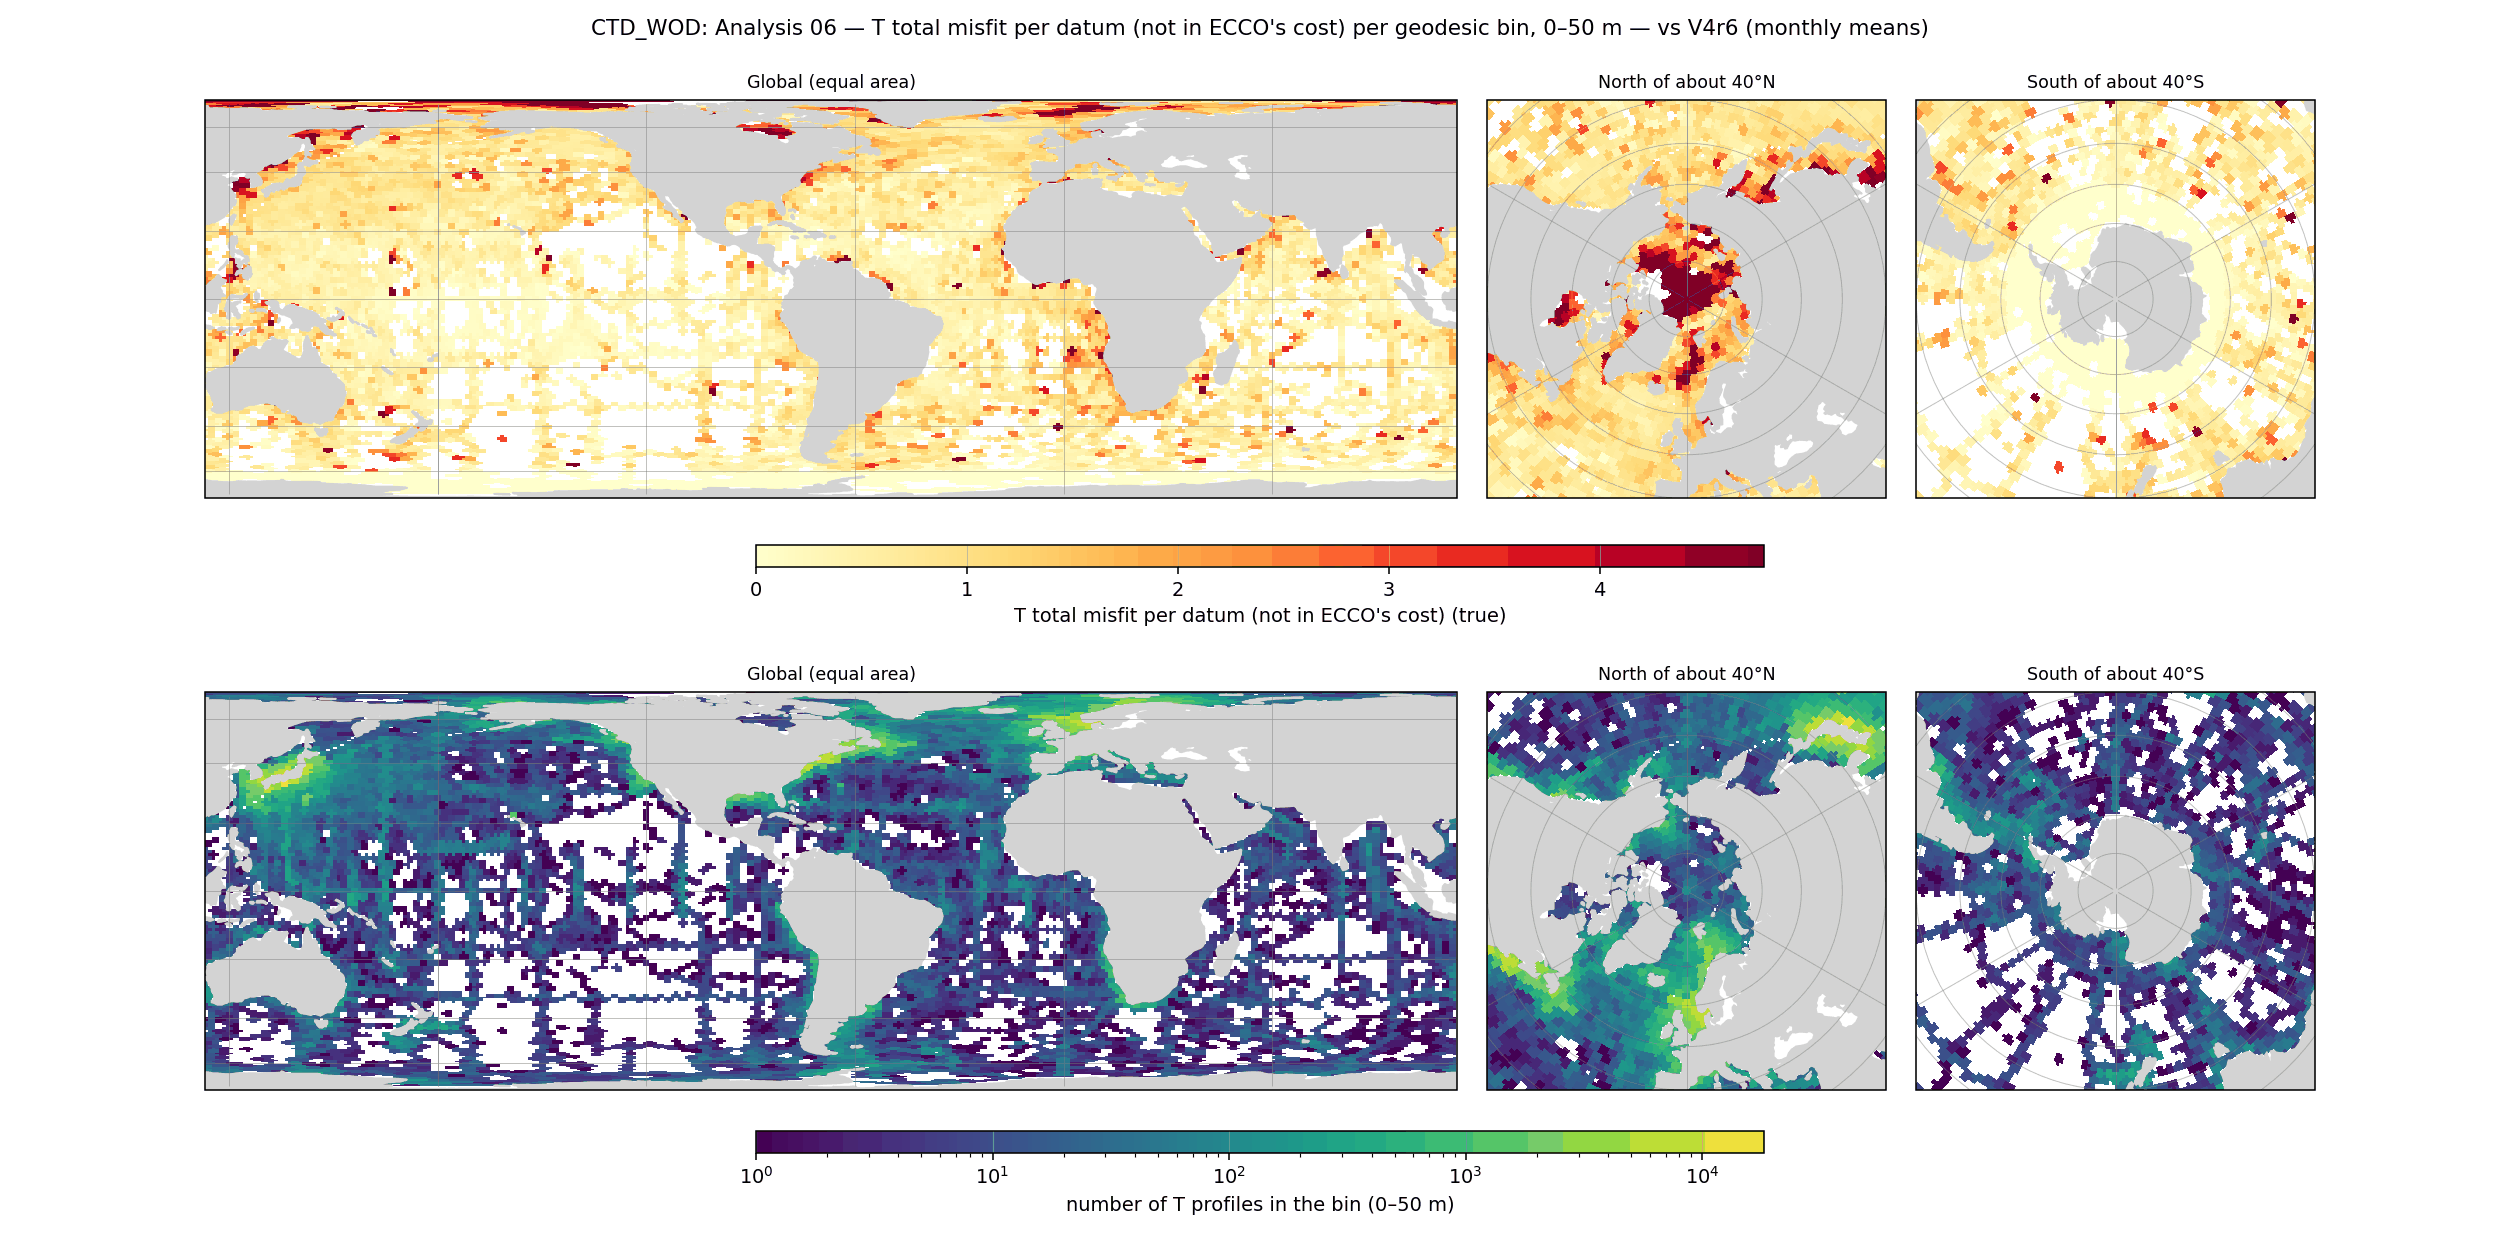 CTD_WOD: Analysis 06 — T total misfit per datum (not in ECCO's cost) per geodesic bin, 0–50 m — vs V4r6 (monthly means)
Global (equal area)
North of about 40°N
South of about 40°S
0 1 2 3 4
T total misfit per datum (not in ECCO's cost) (true)
Global (equal area)
North of about 40°N
South of about 40°S
10⁰ 10¹ 10² 10³ 10⁴
number of T profiles in the bin (0–50 m)